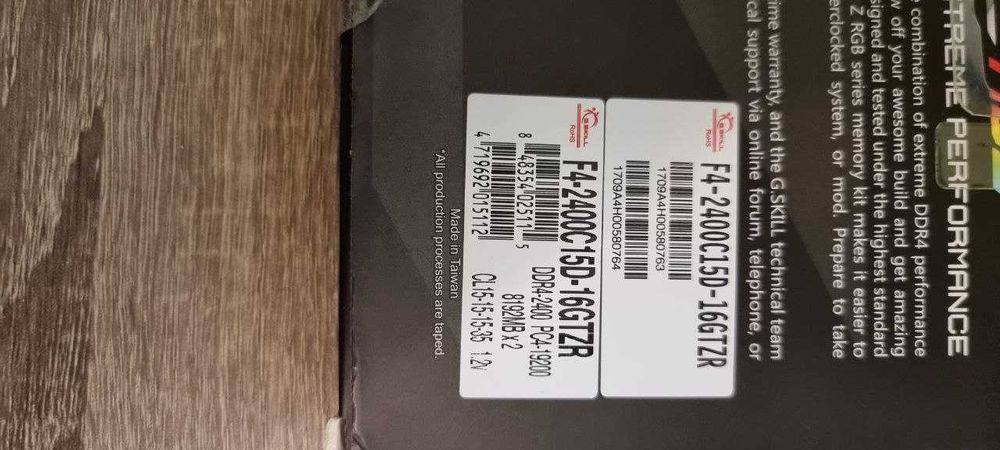 TREME PERFORMANCE
combination of extreme DDR4 performance
off your awesome build and get amazing
signed and tested under the highest standard
Z RGB series memory kit makes it easier to
erclocked system, or mod. Prepare to take
ime warranty, and the G.SKILL technical team
cal support via online forum, telephone, or
G.SKILL
RoHS
F4-2400C15D-16GTZR
1709A4H00580763
1709A4H00580764
G.SKILL
RoHS
F4-2400C15D-16GTZR
DDR4-2400 PC4-19200
8 48354 02511 5
8192MB x2
4 719692 015112
CL15-15-15-35 1.2V
Made in Taiwan
*All production processes are taped.